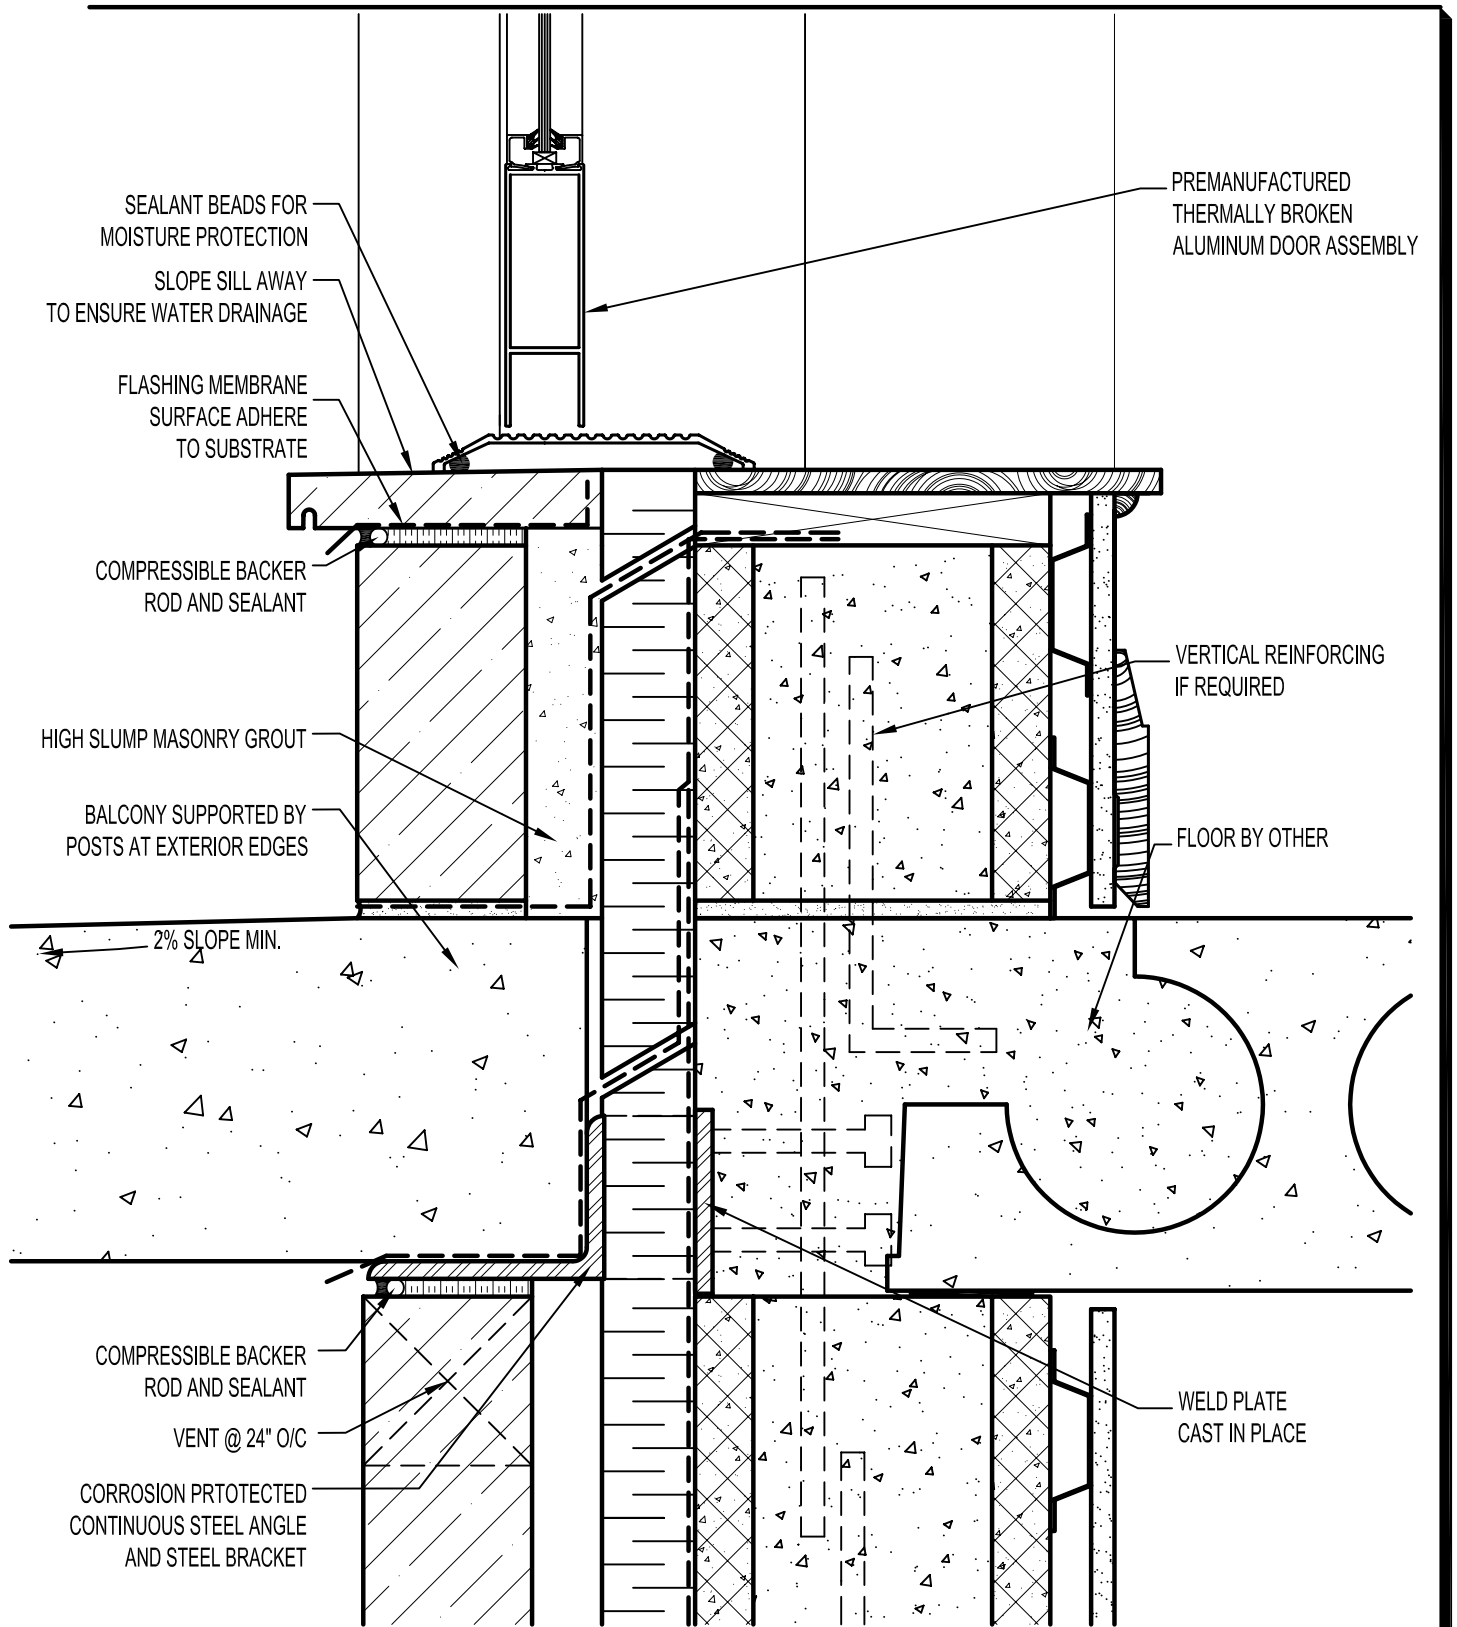 SEALANT BEADS FOR
MOISTURE PROTECTION
SLOPE SILL AWAY
TO ENSURE WATER DRAINAGE
FLASHING MEMBRANE
SURFACE ADHERE
TO SUBSTRATE
COMPRESSIBLE BACKER
ROD AND SEALANT
HIGH SLUMP MASONRY GROUT
BALCONY SUPPORTED BY
POSTS AT EXTERIOR EDGES
2% SLOPE MIN.
COMPRESSIBLE BACKER
ROD AND SEALANT
VENT @ 24" O/C
CORROSION PRTOTECTED
CONTINUOUS STEEL ANGLE
AND STEEL BRACKET
PREMANUFACTURED
THERMALLY BROKEN
ALUMINUM DOOR ASSEMBLY
VERTICAL REINFORCING
IF REQUIRED
FLOOR BY OTHER
WELD PLATE
CAST IN PLACE